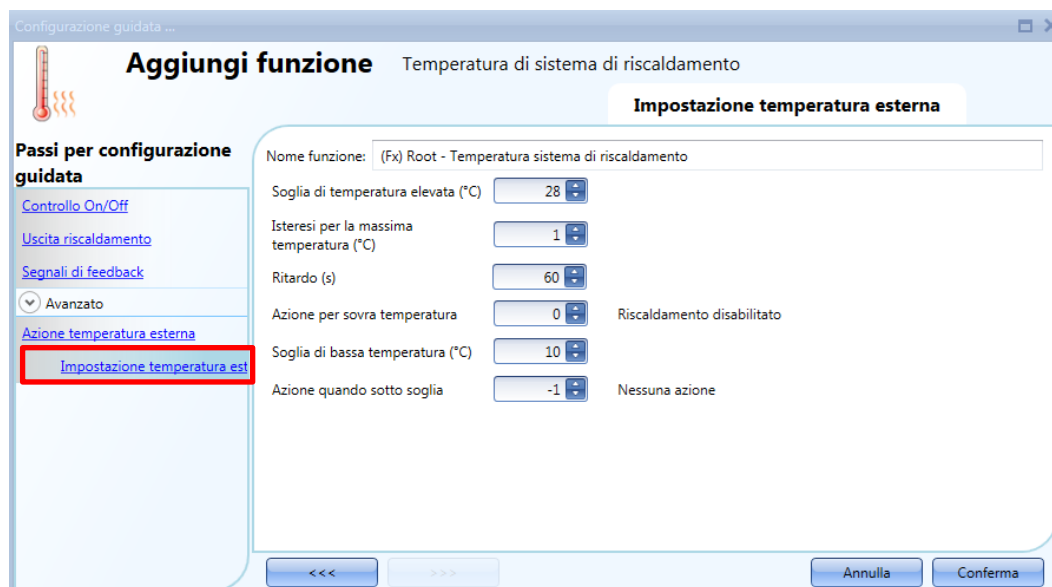 Configurazione guidata ...
Aggiungi funzione Temperatura di sistema di riscaldamento
Impostazione temperatura esterna
Passi per configurazione
guidata
Controllo On/Off
Uscita riscaldamento
Segnali di feedback
Avanzato
Azione temperatura esterna
Impostazione temperatura est
Nome funzione: (Fx) Root - Temperatura sistema di riscaldamento
Soglia di temperatura elevata (°C) 28
Isteresi per la massima
temperatura (°C) 1
Ritardo (s) 60
Azione per sovra temperatura 0 Riscaldamento disabilitato
Soglia di bassa temperatura (°C) 10
Azione quando sotto soglia -1 Nessuna azione
<<< >>> Annulla Conferma